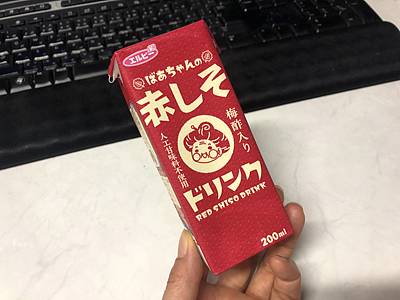 エルビー
ばあちゃんの
赤しそ
梅酢入り
人工甘味料不使用
ドリンク
RED SHISO DRINK
200ml